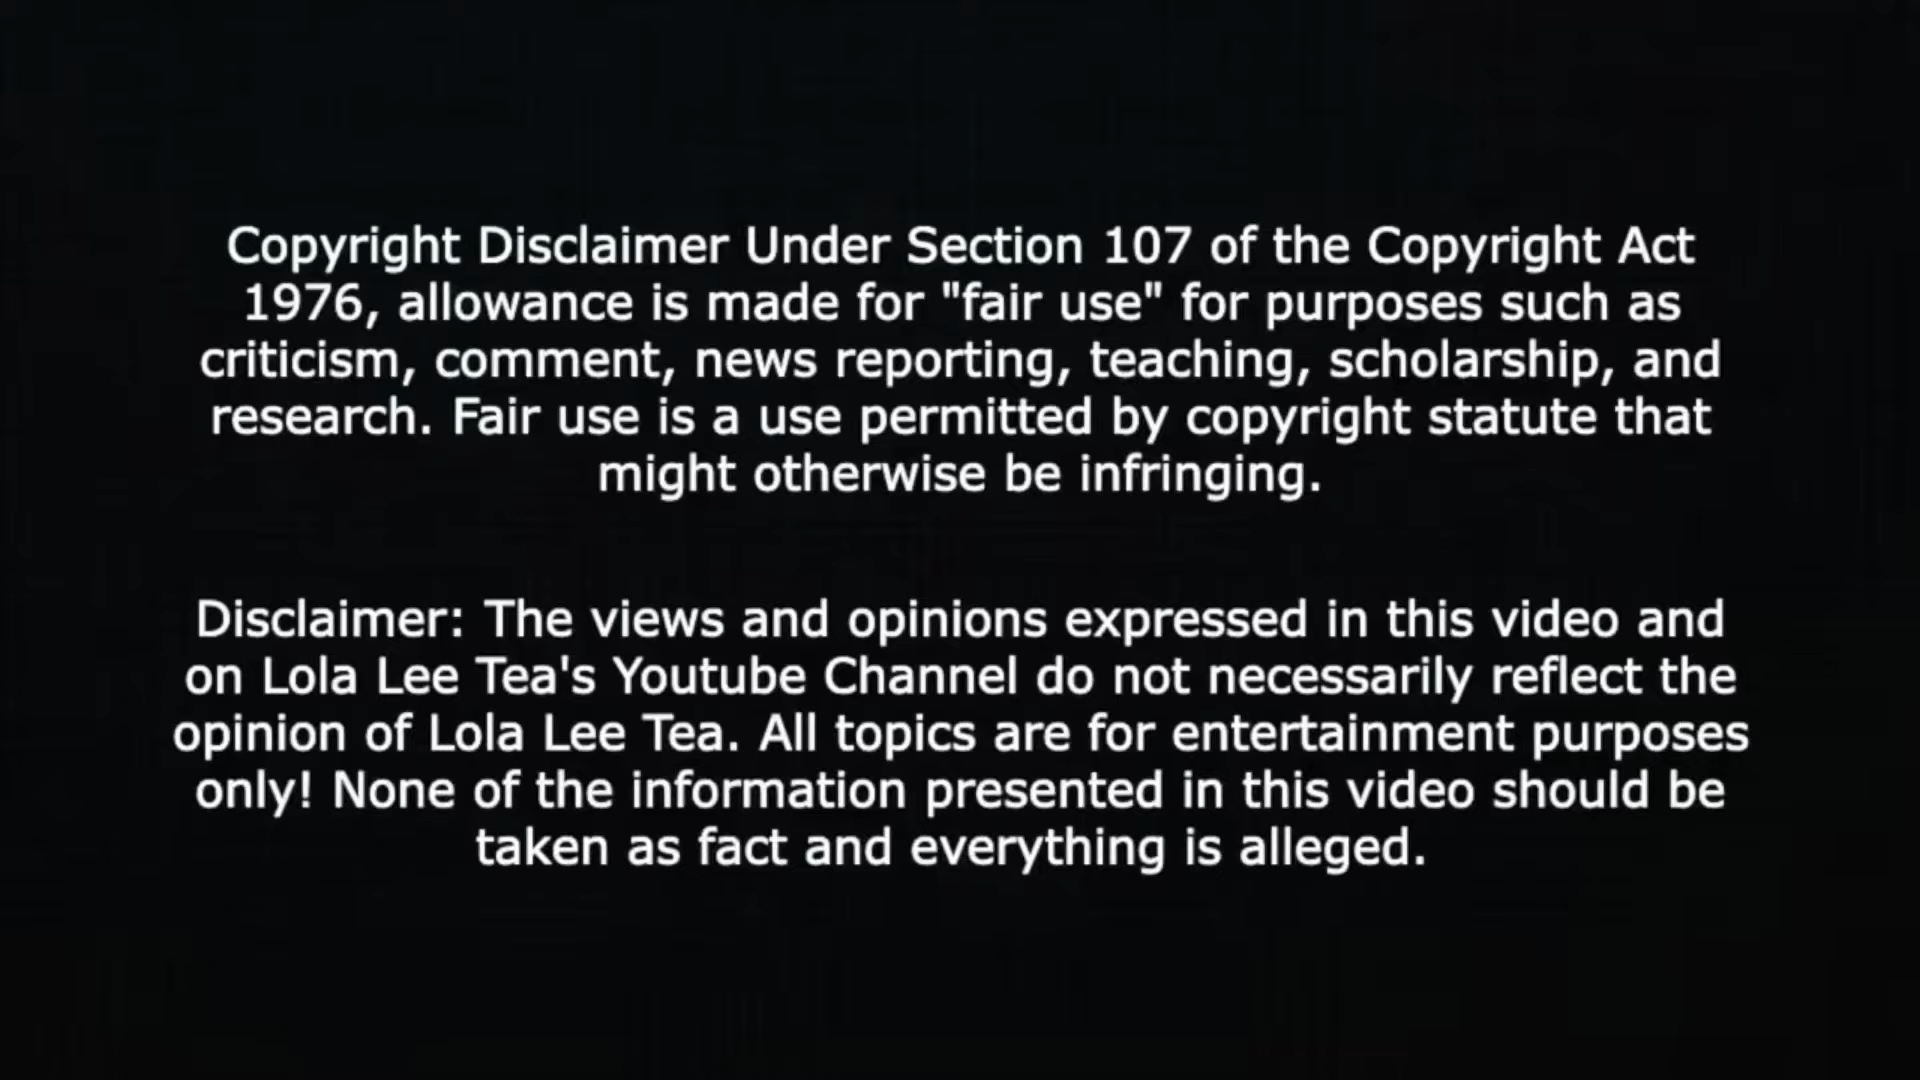 Copyright Disclaimer Under Section 107 of the Copyright Act
1976, allowance is made for "fair use" for purposes such as
criticism, comment, news reporting, teaching, scholarship, and
research. Fair use is a use permitted by copyright statute that
might otherwise be infringing.
Disclaimer: The views and opinions expressed in this video and
on Lola Lee Tea's Youtube Channel do not necessarily reflect the
opinion of Lola Lee Tea. All topics are for entertainment purposes
only! None of the information presented in this video should be
taken as fact and everything is alleged.